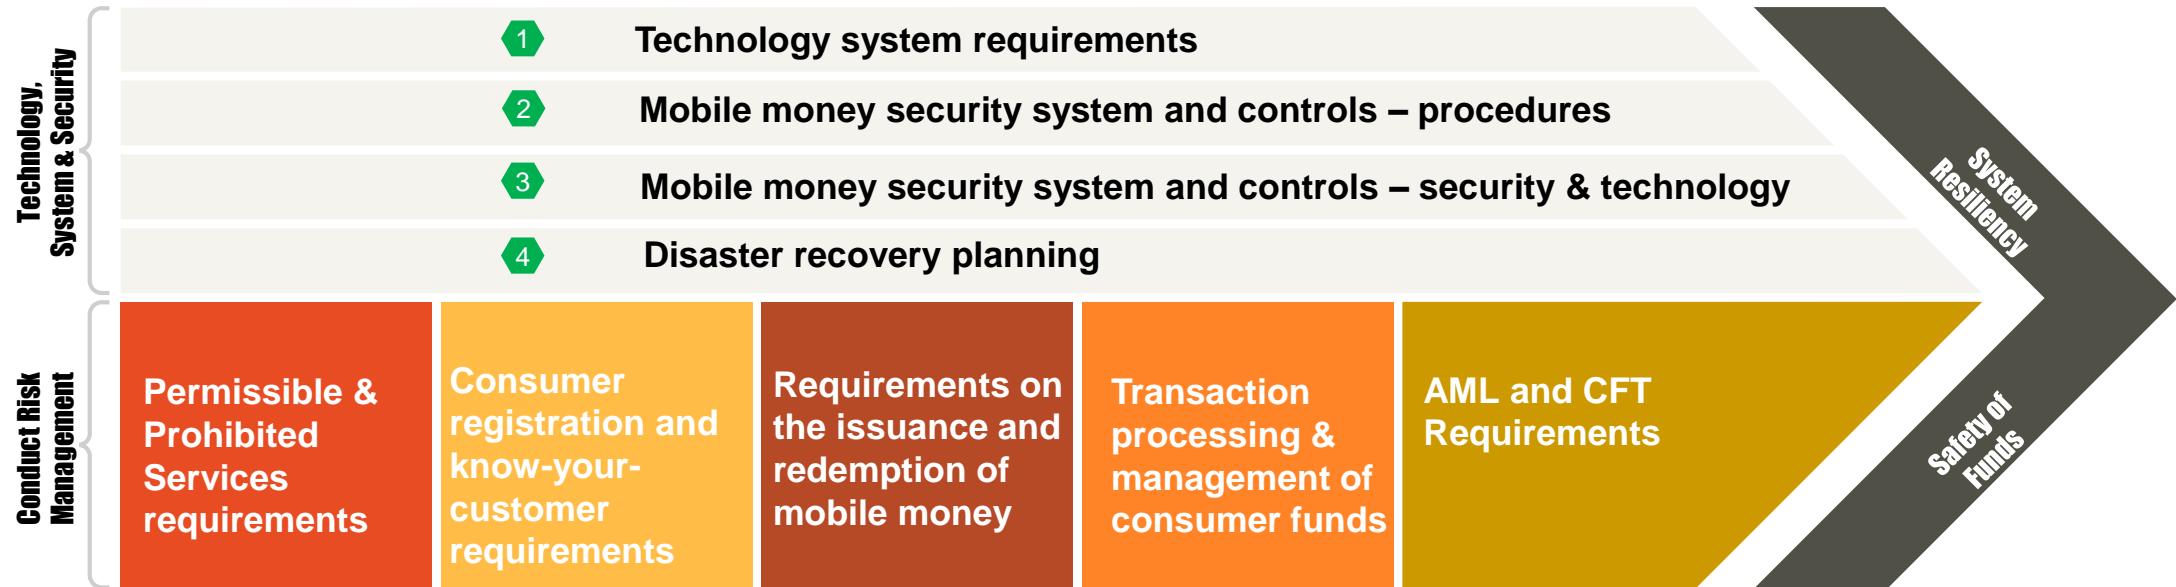 Technology,
System & Security
1
Technology system requirements
2
Mobile money security system and controls – procedures
3
Mobile money security system and controls – security & technology
4
Disaster recovery planning
System
Resiliency
Conduct Risk
Management
Permissible &
Prohibited
Services
requirements
Consumer
registration and
know-your-
customer
requirements
Requirements on
the issuance and
redemption of
mobile money
Transaction
processing &
management of
consumer funds
AML and CFT
Requirements
Safety of
Funds